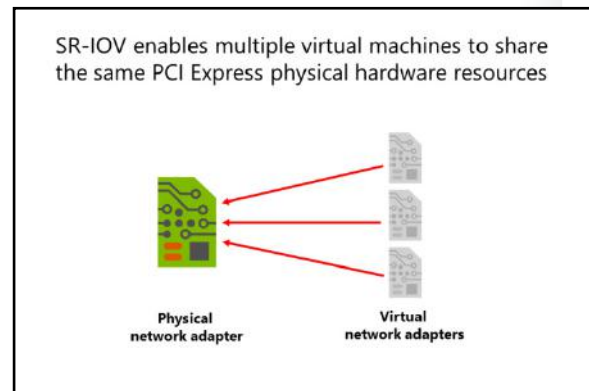 SR-IOV enables multiple virtual machines to share
the same PCI Express physical hardware resources
Physical
network adapter
Virtual
network adapters